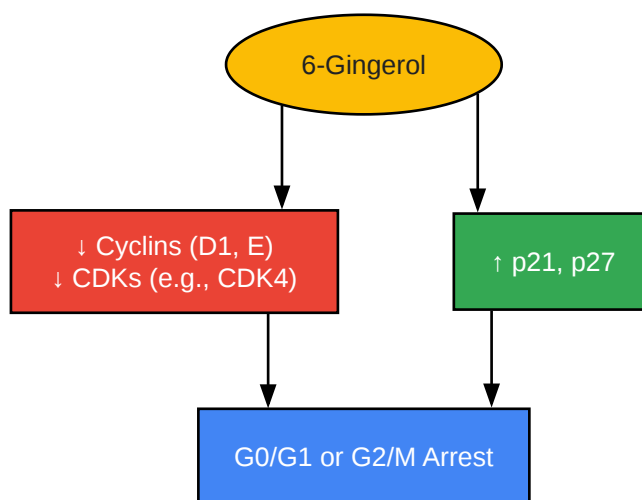 6-Gingerol
↓ Cyclins (D1, E)
↓ CDKs (e.g., CDK4)
↑ p21, p27
G0/G1 or G2/M Arrest